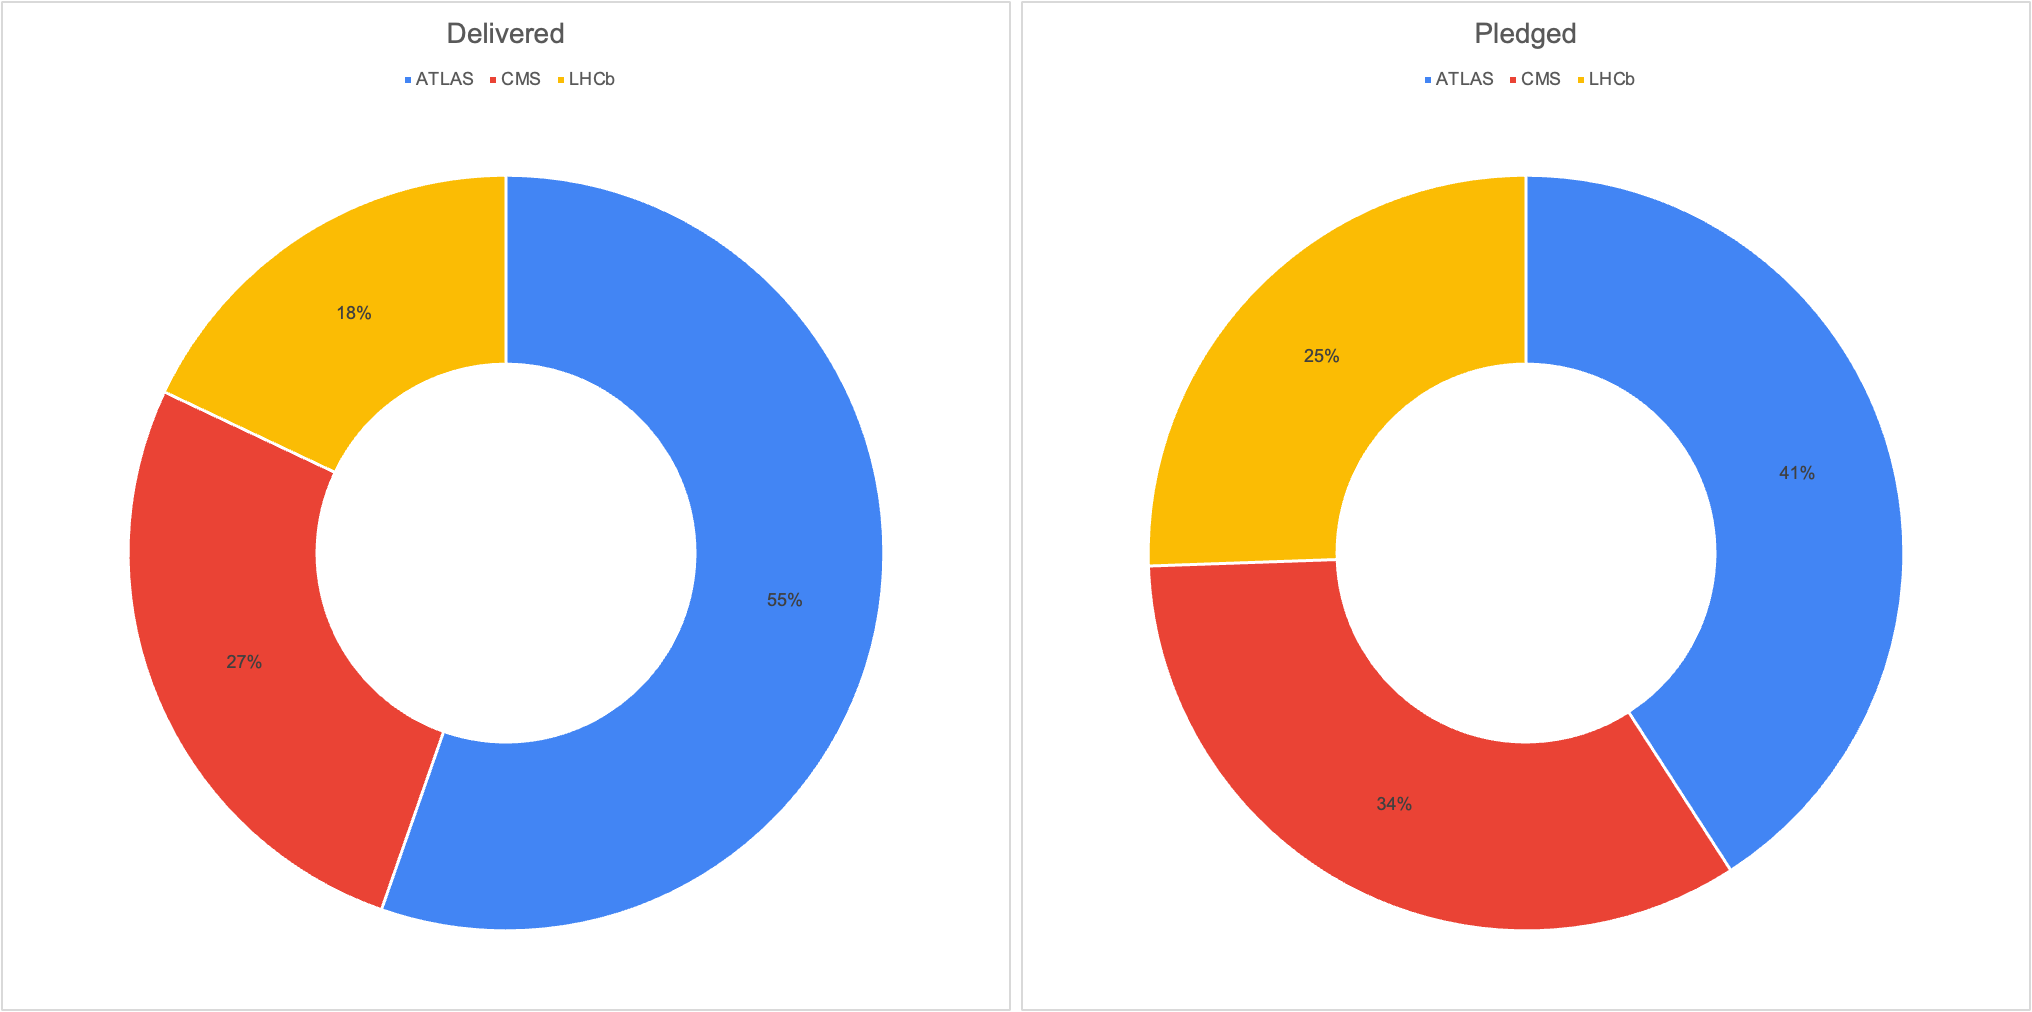 Delivered
ATLAS CMS LHCb
18%
55%
27%
Pledged
ATLAS CMS LHCb
25%
41%
34%